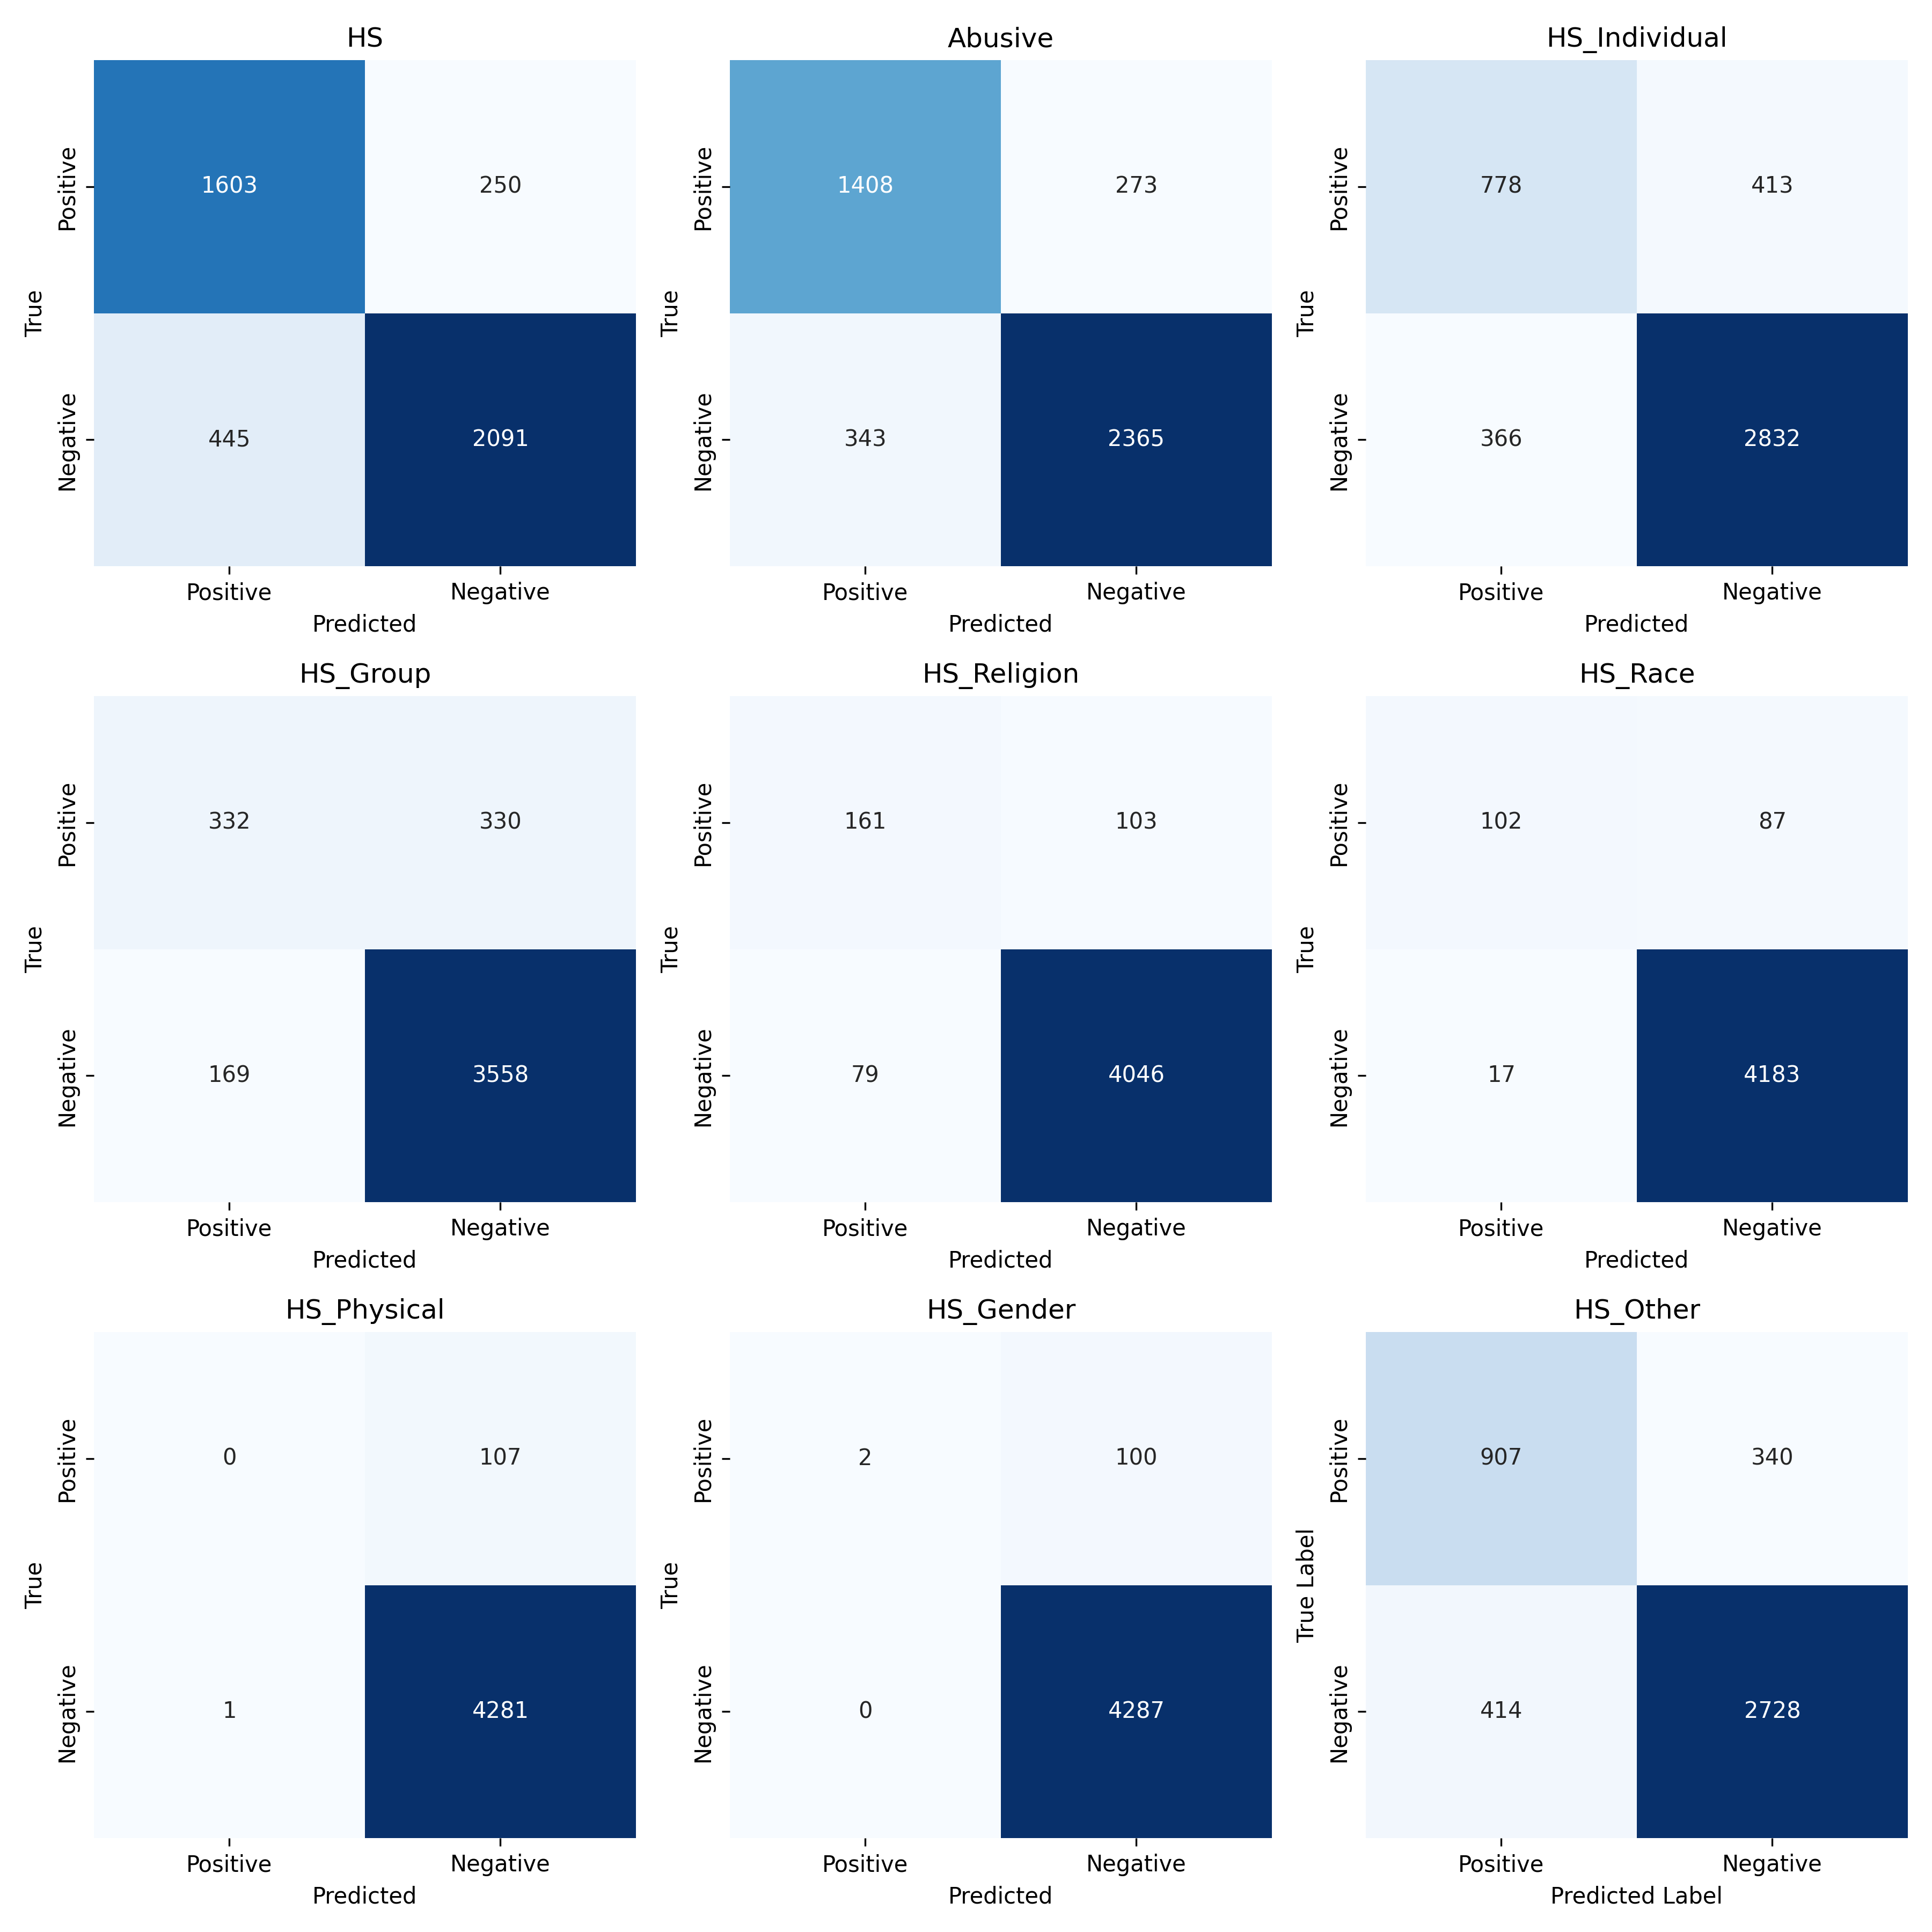 HS
Positive
1603
250
True
Negative
445
2091
Positive
Negative
Predicted
Abusive
Positive
1408
273
True
Negative
343
2365
Positive
Negative
Predicted
HS_Individual
Positive
778
413
True
Negative
366
2832
Positive
Negative
Predicted
HS_Group
Positive
332
330
True
Negative
169
3558
Positive
Negative
Predicted
HS_Religion
Positive
161
103
True
Negative
79
4046
Positive
Negative
Predicted
HS_Race
Positive
102
87
True
Negative
17
4183
Positive
Negative
Predicted
HS_Physical
Positive
0
107
True
Negative
1
4281
Positive
Negative
Predicted
HS_Gender
Positive
2
100
True
Negative
0
4287
Positive
Negative
Predicted
HS_Other
Positive
907
340
True Label
Negative
414
2728
Positive
Negative
Predicted Label